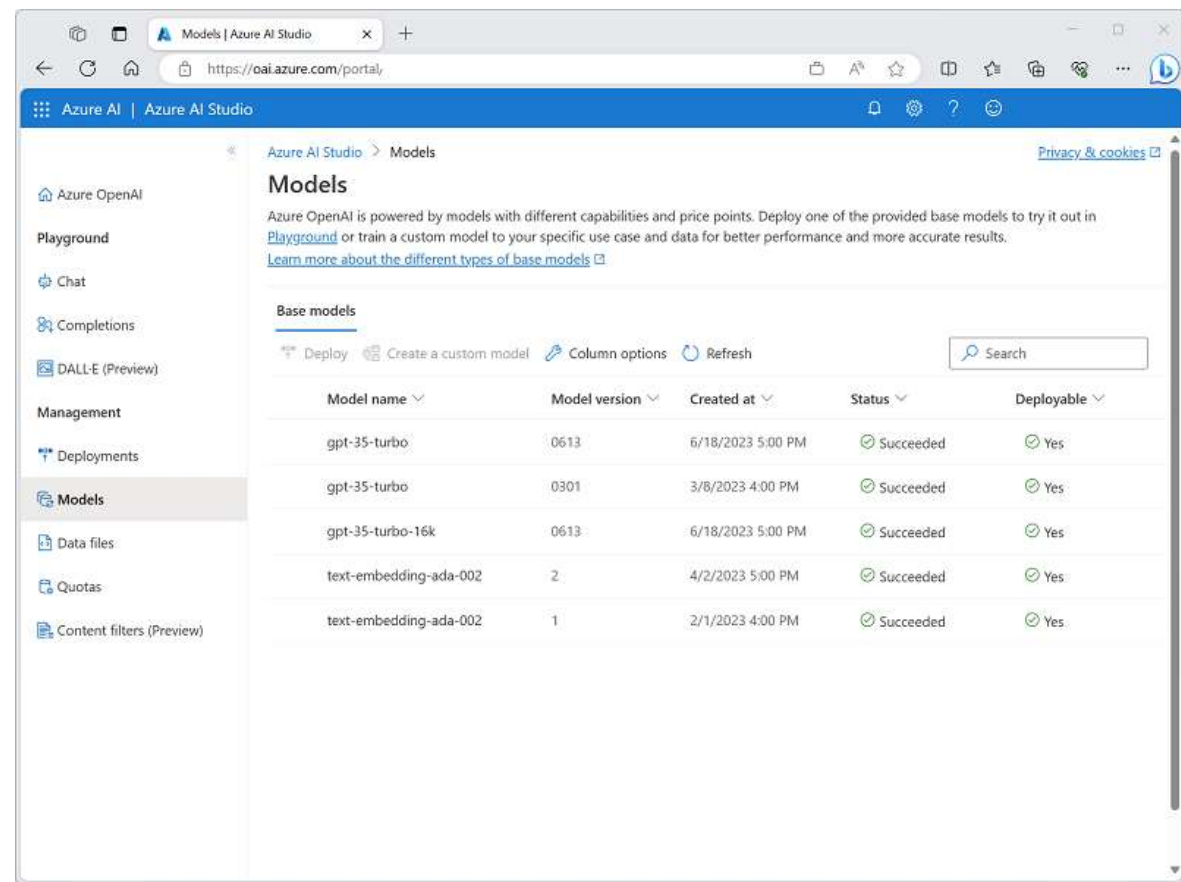 Models | Azure AI Studio
https://oai.azure.com/portal/
Azure AI | Azure AI Studio
Azure AI Studio > Models
Privacy & cookies
Azure OpenAI
Playground
Chat
Completions
DALL·E (Preview)
Management
Deployments
Models
Data files
Quotas
Content filters (Preview)
Models
Azure OpenAI is powered by models with different capabilities and price points. Deploy one of the provided base models to try it out in
Playground or train a custom model to your specific use case and data for better performance and more accurate results.
Learn more about the different types of base models
Base models
Deploy Create a custom model Column options Refresh Search
Model name Model version Created at Status Deployable
gpt-35-turbo 0613 6/18/2023 5:00 PM Succeeded Yes
gpt-35-turbo 0301 3/8/2023 4:00 PM Succeeded Yes
gpt-35-turbo-16k 0613 6/18/2023 5:00 PM Succeeded Yes
text-embedding-ada-002 2 4/2/2023 5:00 PM Succeeded Yes
text-embedding-ada-002 1 2/1/2023 4:00 PM Succeeded Yes